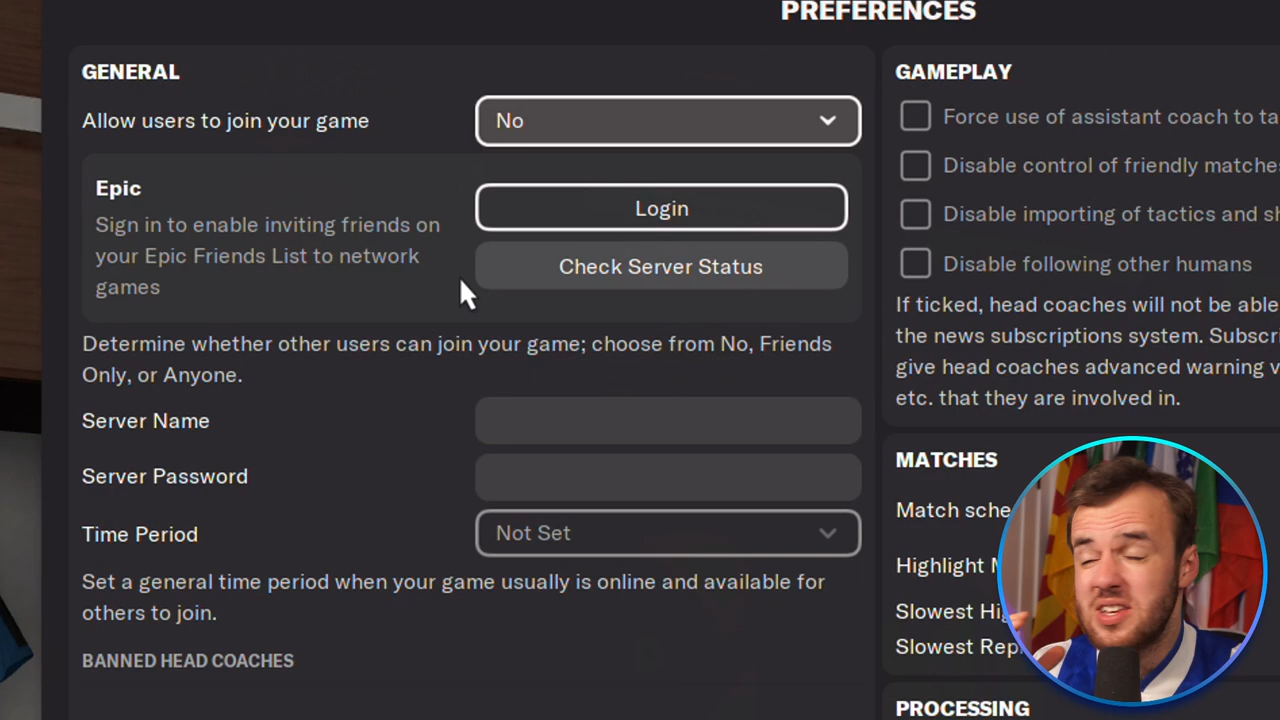 PREFERENCES
GENERAL
Allow users to join your game
No
Epic
Sign in to enable inviting friends on
your Epic Friends List to network
games
Login
Check Server Status
Determine whether other users can join your game; choose from No, Friends
Only, or Anyone.
Server Name
Server Password
Time Period
Not Set
Set a general time period when your game usually is online and available for
others to join.
BANNED HEAD COACHES
GAMEPLAY
Force use of assistant coach to ta
Disable control of friendly matche
Disable importing of tactics and sh
Disable following other humans
If ticked, head coaches will not be able
the news subscriptions system. Subscri
give head coaches advanced warning v
etc. that they are involved in.
MATCHES
Match sche
Highlight
Slowest Hig
Slowest Repl
PROCESSING